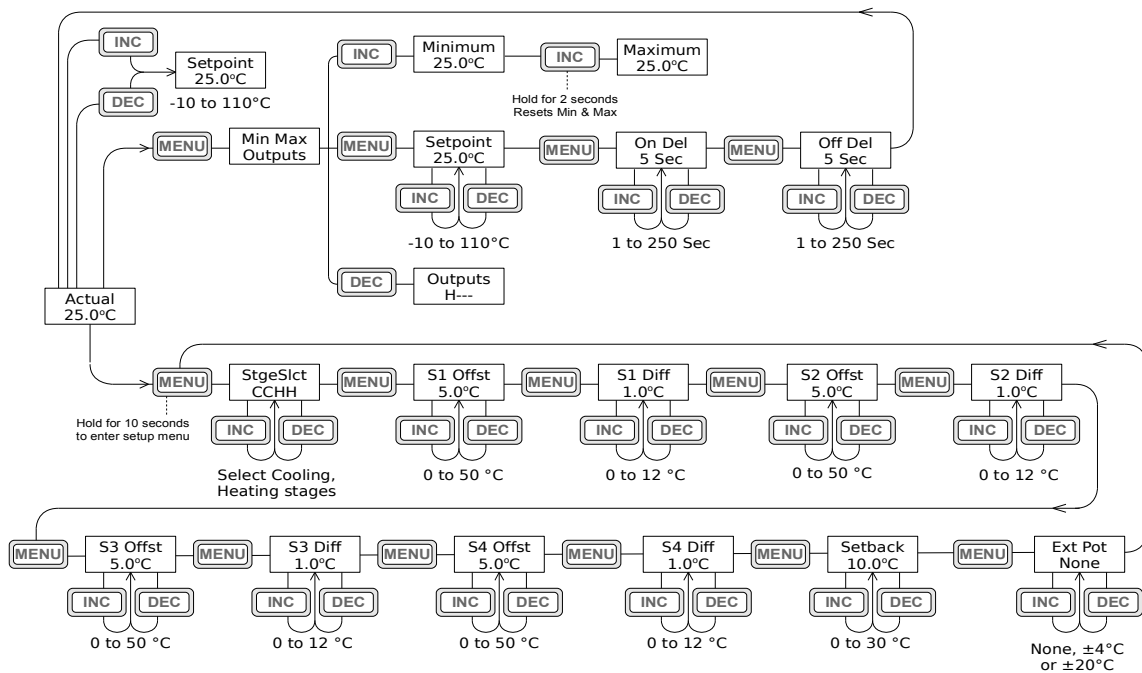 INC
Setpoint
25.0°C
DEC
-10 to 110°C
INC
Minimum
25.0°C
INC
Maximum
25.0°C
Hold for 2 seconds
Resets Min & Max
MENU
Min Max
Outputs
MENU
Setpoint
25.0°C
INC
DEC
-10 to 110°C
MENU
On Del
5 Sec
INC
DEC
1 to 250 Sec
MENU
Off Del
5 Sec
INC
DEC
1 to 250 Sec
DEC
Outputs
H---
Actual
25.0°C
MENU
Hold for 10 seconds
to enter setup menu
StgeSlct
CCHH
INC
DEC
Select Cooling,
Heating stages
MENU
S1 Offst
5.0°C
INC
DEC
0 to 50 °C
MENU
S1 Diff
1.0°C
INC
DEC
0 to 12 °C
MENU
S2 Offst
5.0°C
INC
DEC
0 to 50 °C
MENU
S2 Diff
1.0°C
INC
DEC
0 to 12 °C
MENU
S3 Offst
5.0°C
INC
DEC
0 to 50 °C
MENU
S3 Diff
1.0°C
INC
DEC
0 to 12 °C
MENU
S4 Offst
5.0°C
INC
DEC
0 to 50 °C
MENU
S4 Diff
1.0°C
INC
DEC
0 to 12 °C
MENU
Setback
10.0°C
INC
DEC
0 to 30 °C
MENU
Ext Pot
None
INC
DEC
None, ±4°C
or ±20°C